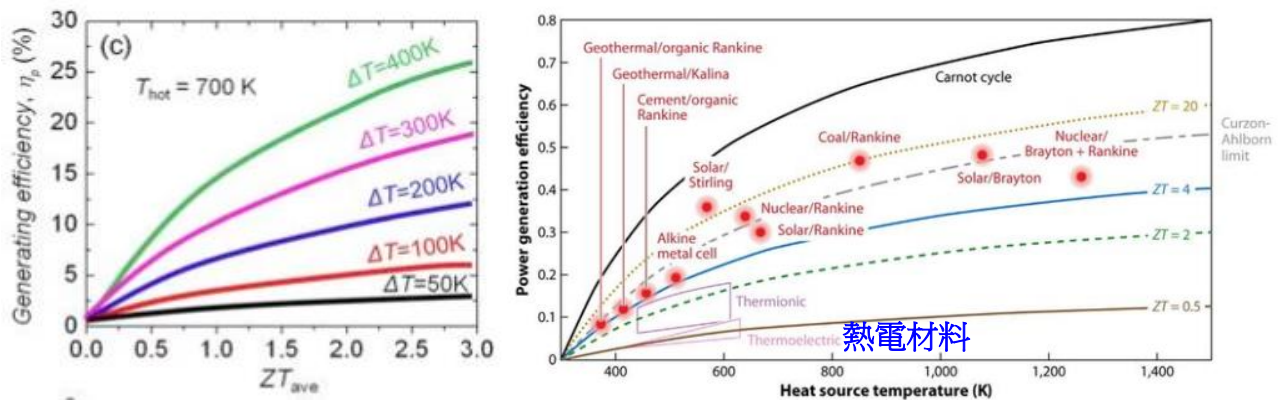 (c)
T_hot = 700 K
ΔT=400K
ΔT=300K
ΔT=200K
ΔT=100K
ΔT=50K
Generating efficiency, η_p (%)
30
25
20
15
10
5
0
0.0 0.5 1.0 1.5 2.0 2.5 3.0
ZT_ave
Power generation efficiency
0.8
0.7
0.6
0.5
0.4
0.3
0.2
0.1
0
Geothermal/organic Rankine
Geothermal/Kalina
Cement/organic
Rankine
Solar/
Stirling
Alkine
metal cell
Carnot cycle
Coal/Rankine
Nuclear/Rankine
Solar/Rankine
Nuclear/
Brayton + Rankine
Solar/Brayton
Thermionic
Thermoelectric
熱電材料
ZT = 20
Curzon-
Ahlborn
limit
ZT = 4
ZT = 2
ZT = 0.5
400 600 800 1,000 1,200 1,400
Heat source temperature (K)